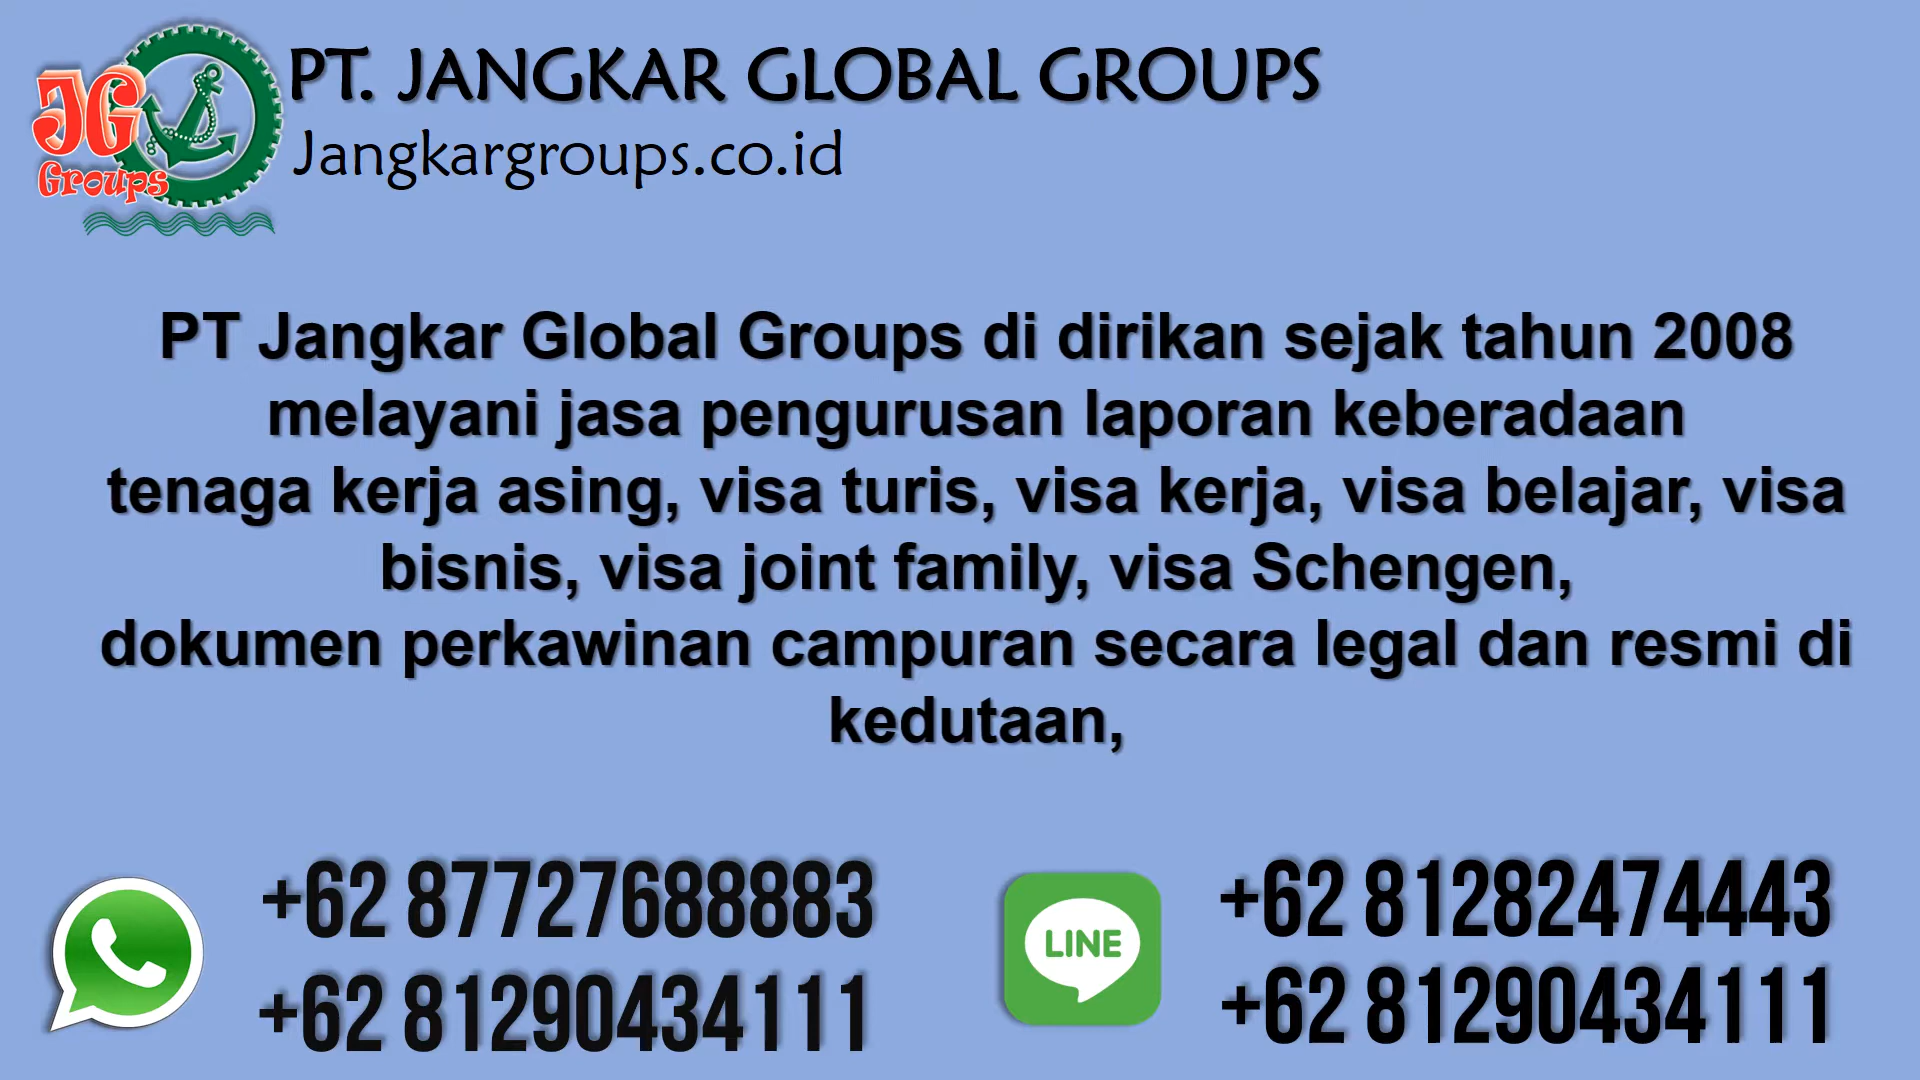 JG
Groups
PT. JANGKAR GLOBAL GROUPS
Jangkargroups.co.id
PT Jangkar Global Groups di dirikan sejak tahun 2008
melayani jasa pengurusan laporan keberadaan
tenaga kerja asing, visa turis, visa kerja, visa belajar, visa
bisnis, visa joint family, visa Schengen,
dokumen perkawinan campuran secara legal dan resmi di
kedutaan,
+62 87727688883
+62 81290434111
LINE
+62 81282474443
+62 81290434111